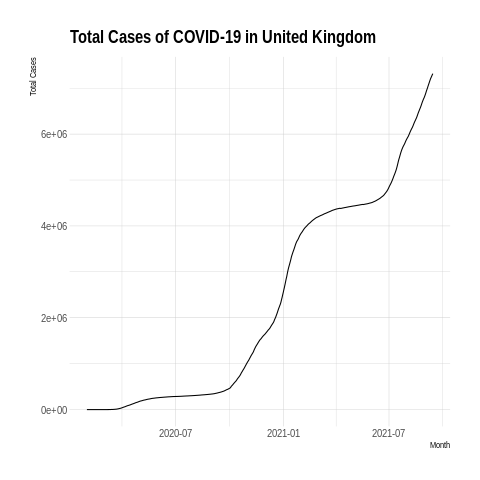 Total Cases of COVID-19 in United Kingdom
Total Cases
6e+06
4e+06
2e+06
0e+00
2020-07
2021-01
2021-07
Month